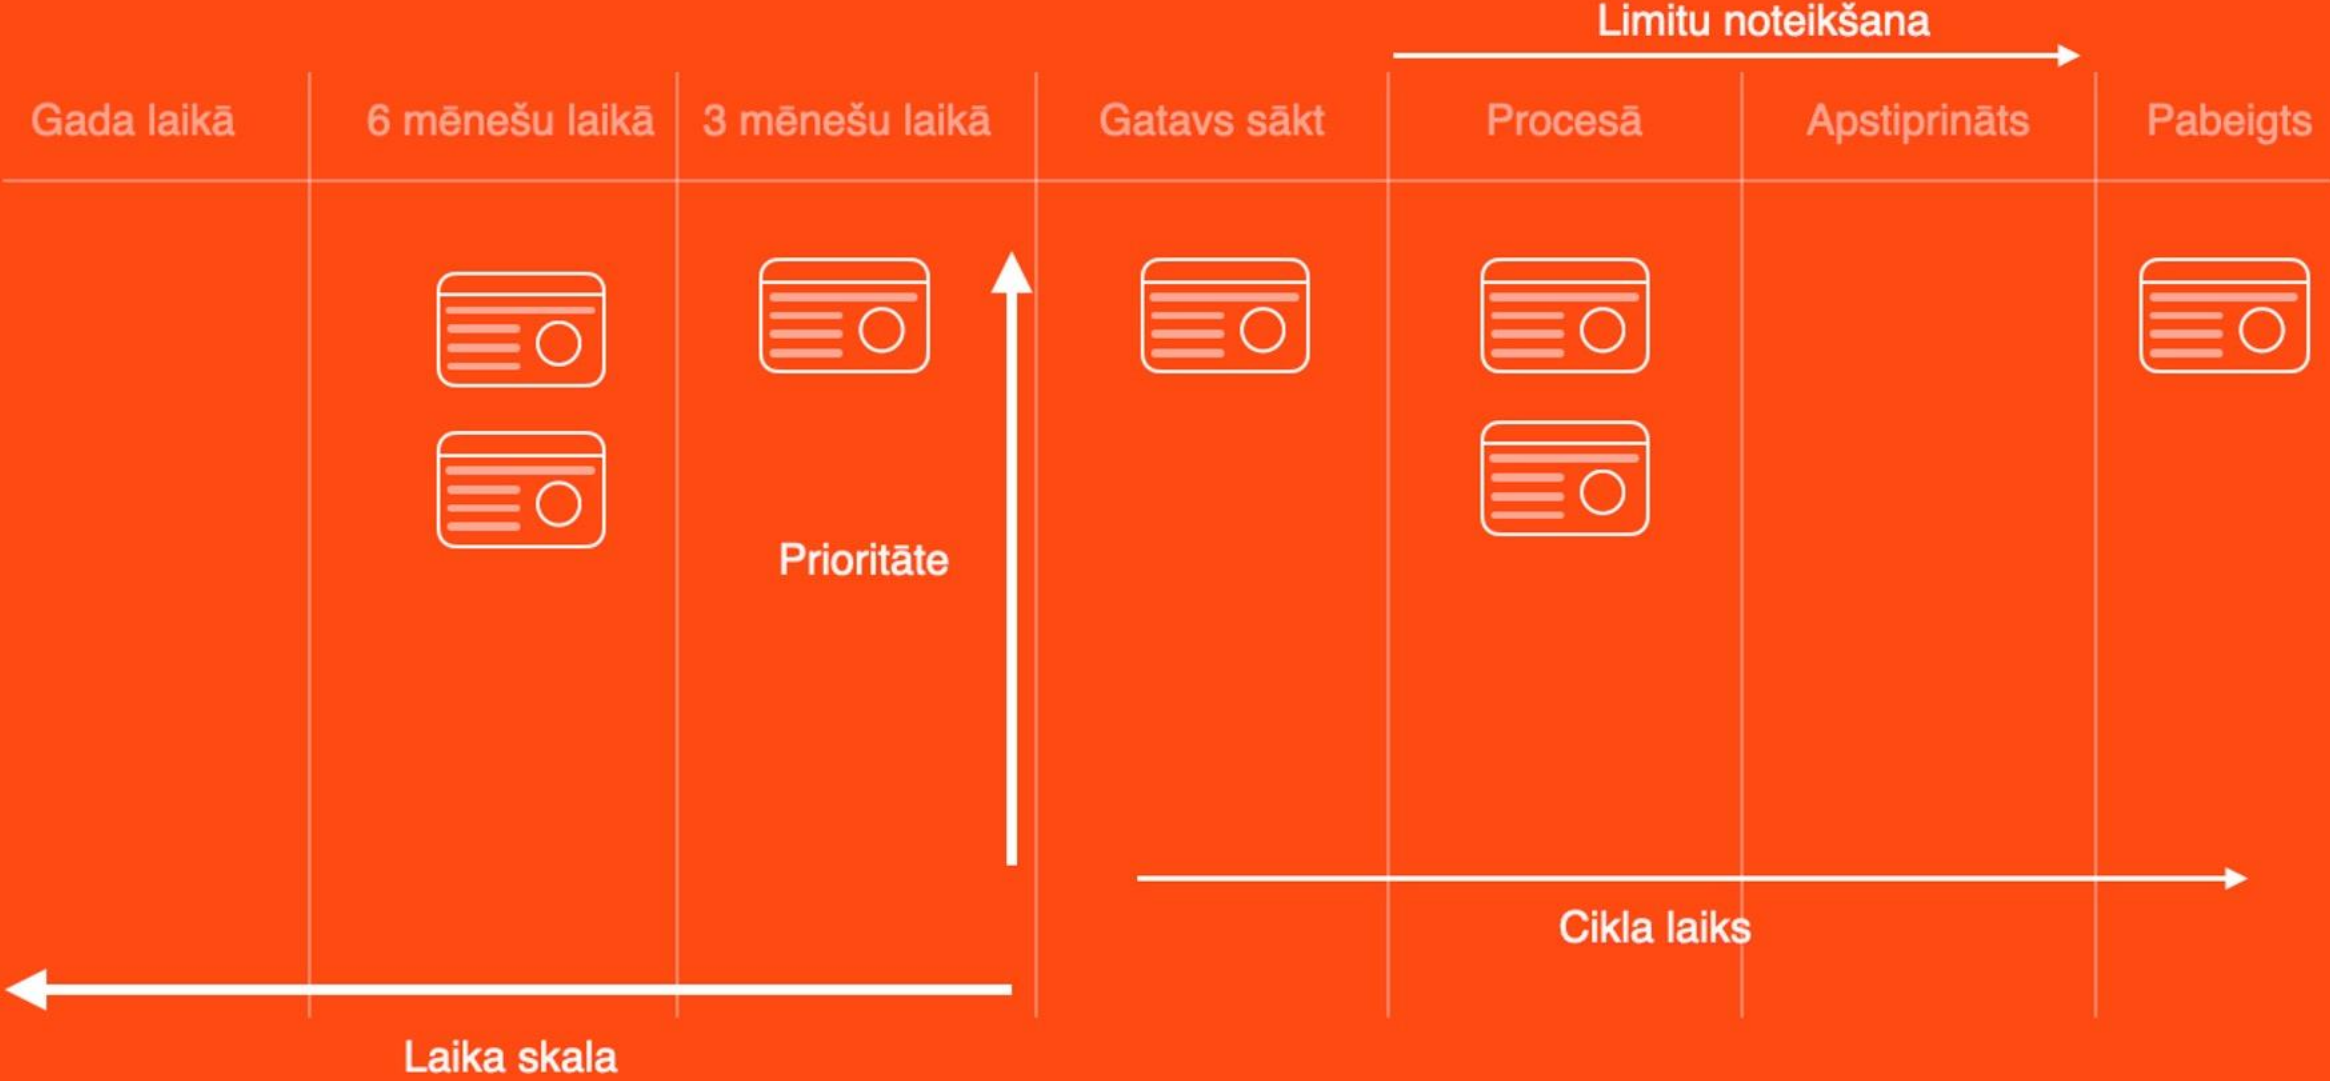 Limitu noteikšana
Gada laikā
6 mēnešu laikā
3 mēnešu laikā
Gatavs sākt
Procesā
Apstiprināts
Pabeigts
Prioritāte
Cikla laiks
Laika skala